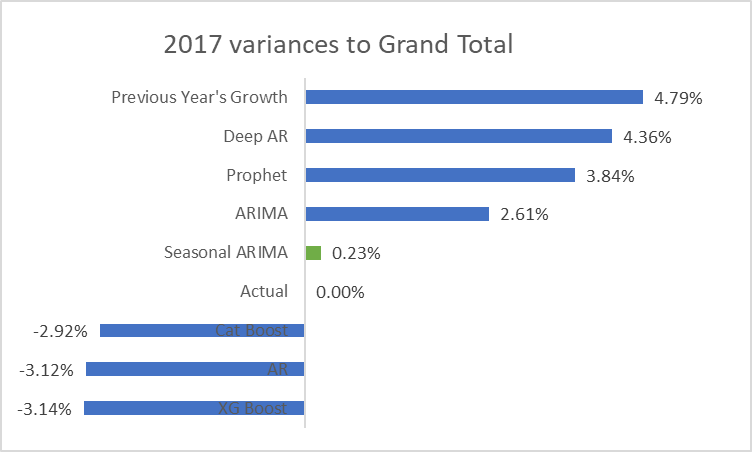 2017 variances to Grand Total
Previous Year's Growth 4.79%
Deep AR 4.36%
Prophet 3.84%
ARIMA 2.61%
Seasonal ARIMA 0.23%
Actual 0.00%
-2.92% Cat Boost
-3.12% AR
-3.14% XG Boost